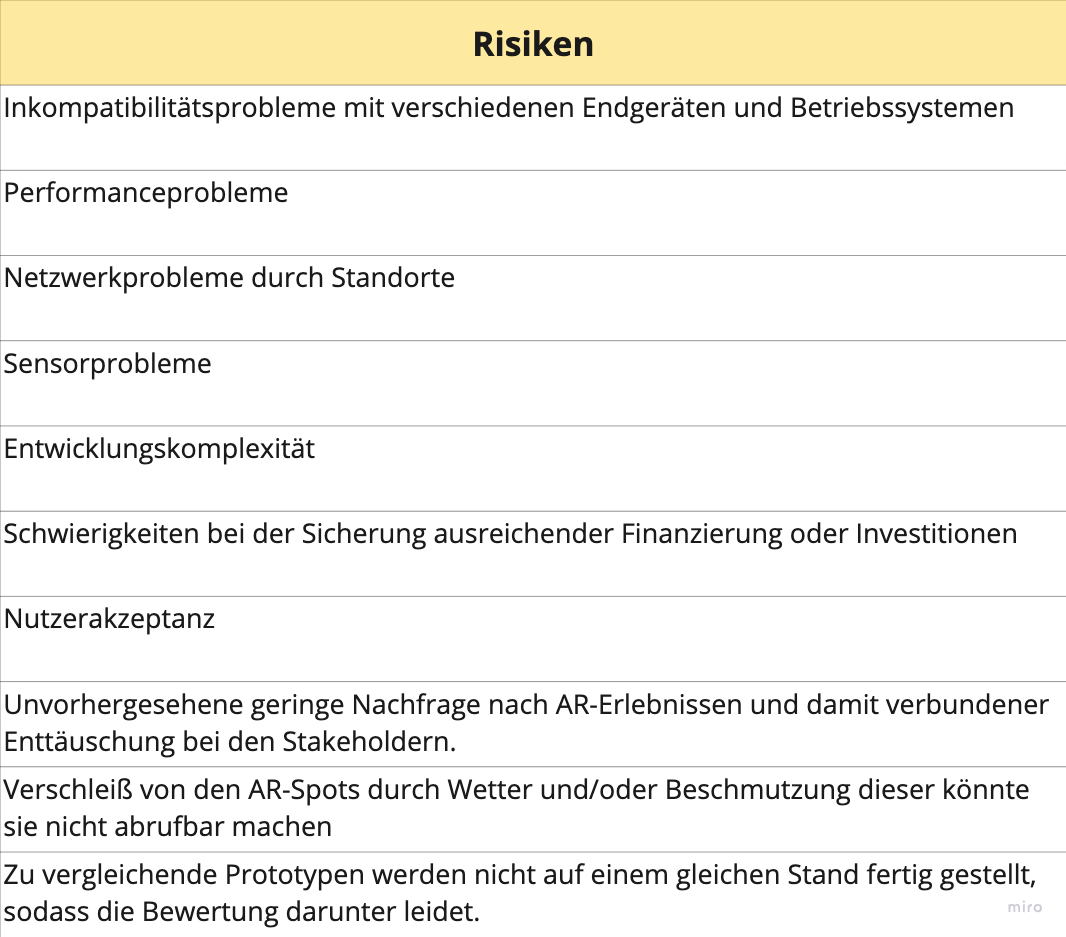 Risiken
Inkompatibilitätsprobleme mit verschiedenen Endgeräten und Betriebssystemen
Performanceprobleme
Netzwerkprobleme durch Standorte
Sensorprobleme
Entwicklungskomplexität
Schwierigkeiten bei der Sicherung ausreichender Finanzierung oder Investitionen
Nutzerakzeptanz
Unvorhergesehene geringe Nachfrage nach AR-Erlebnissen und damit verbundener
Enttäuschung bei den Stakeholdern.
Verschleiß von den AR-Spots durch Wetter und/oder Beschmutzung dieser könnte
sie nicht abrufbar machen
Zu vergleichende Prototypen werden nicht auf einem gleichen Stand fertig gestellt,
sodass die Bewertung darunter leidet.
miro